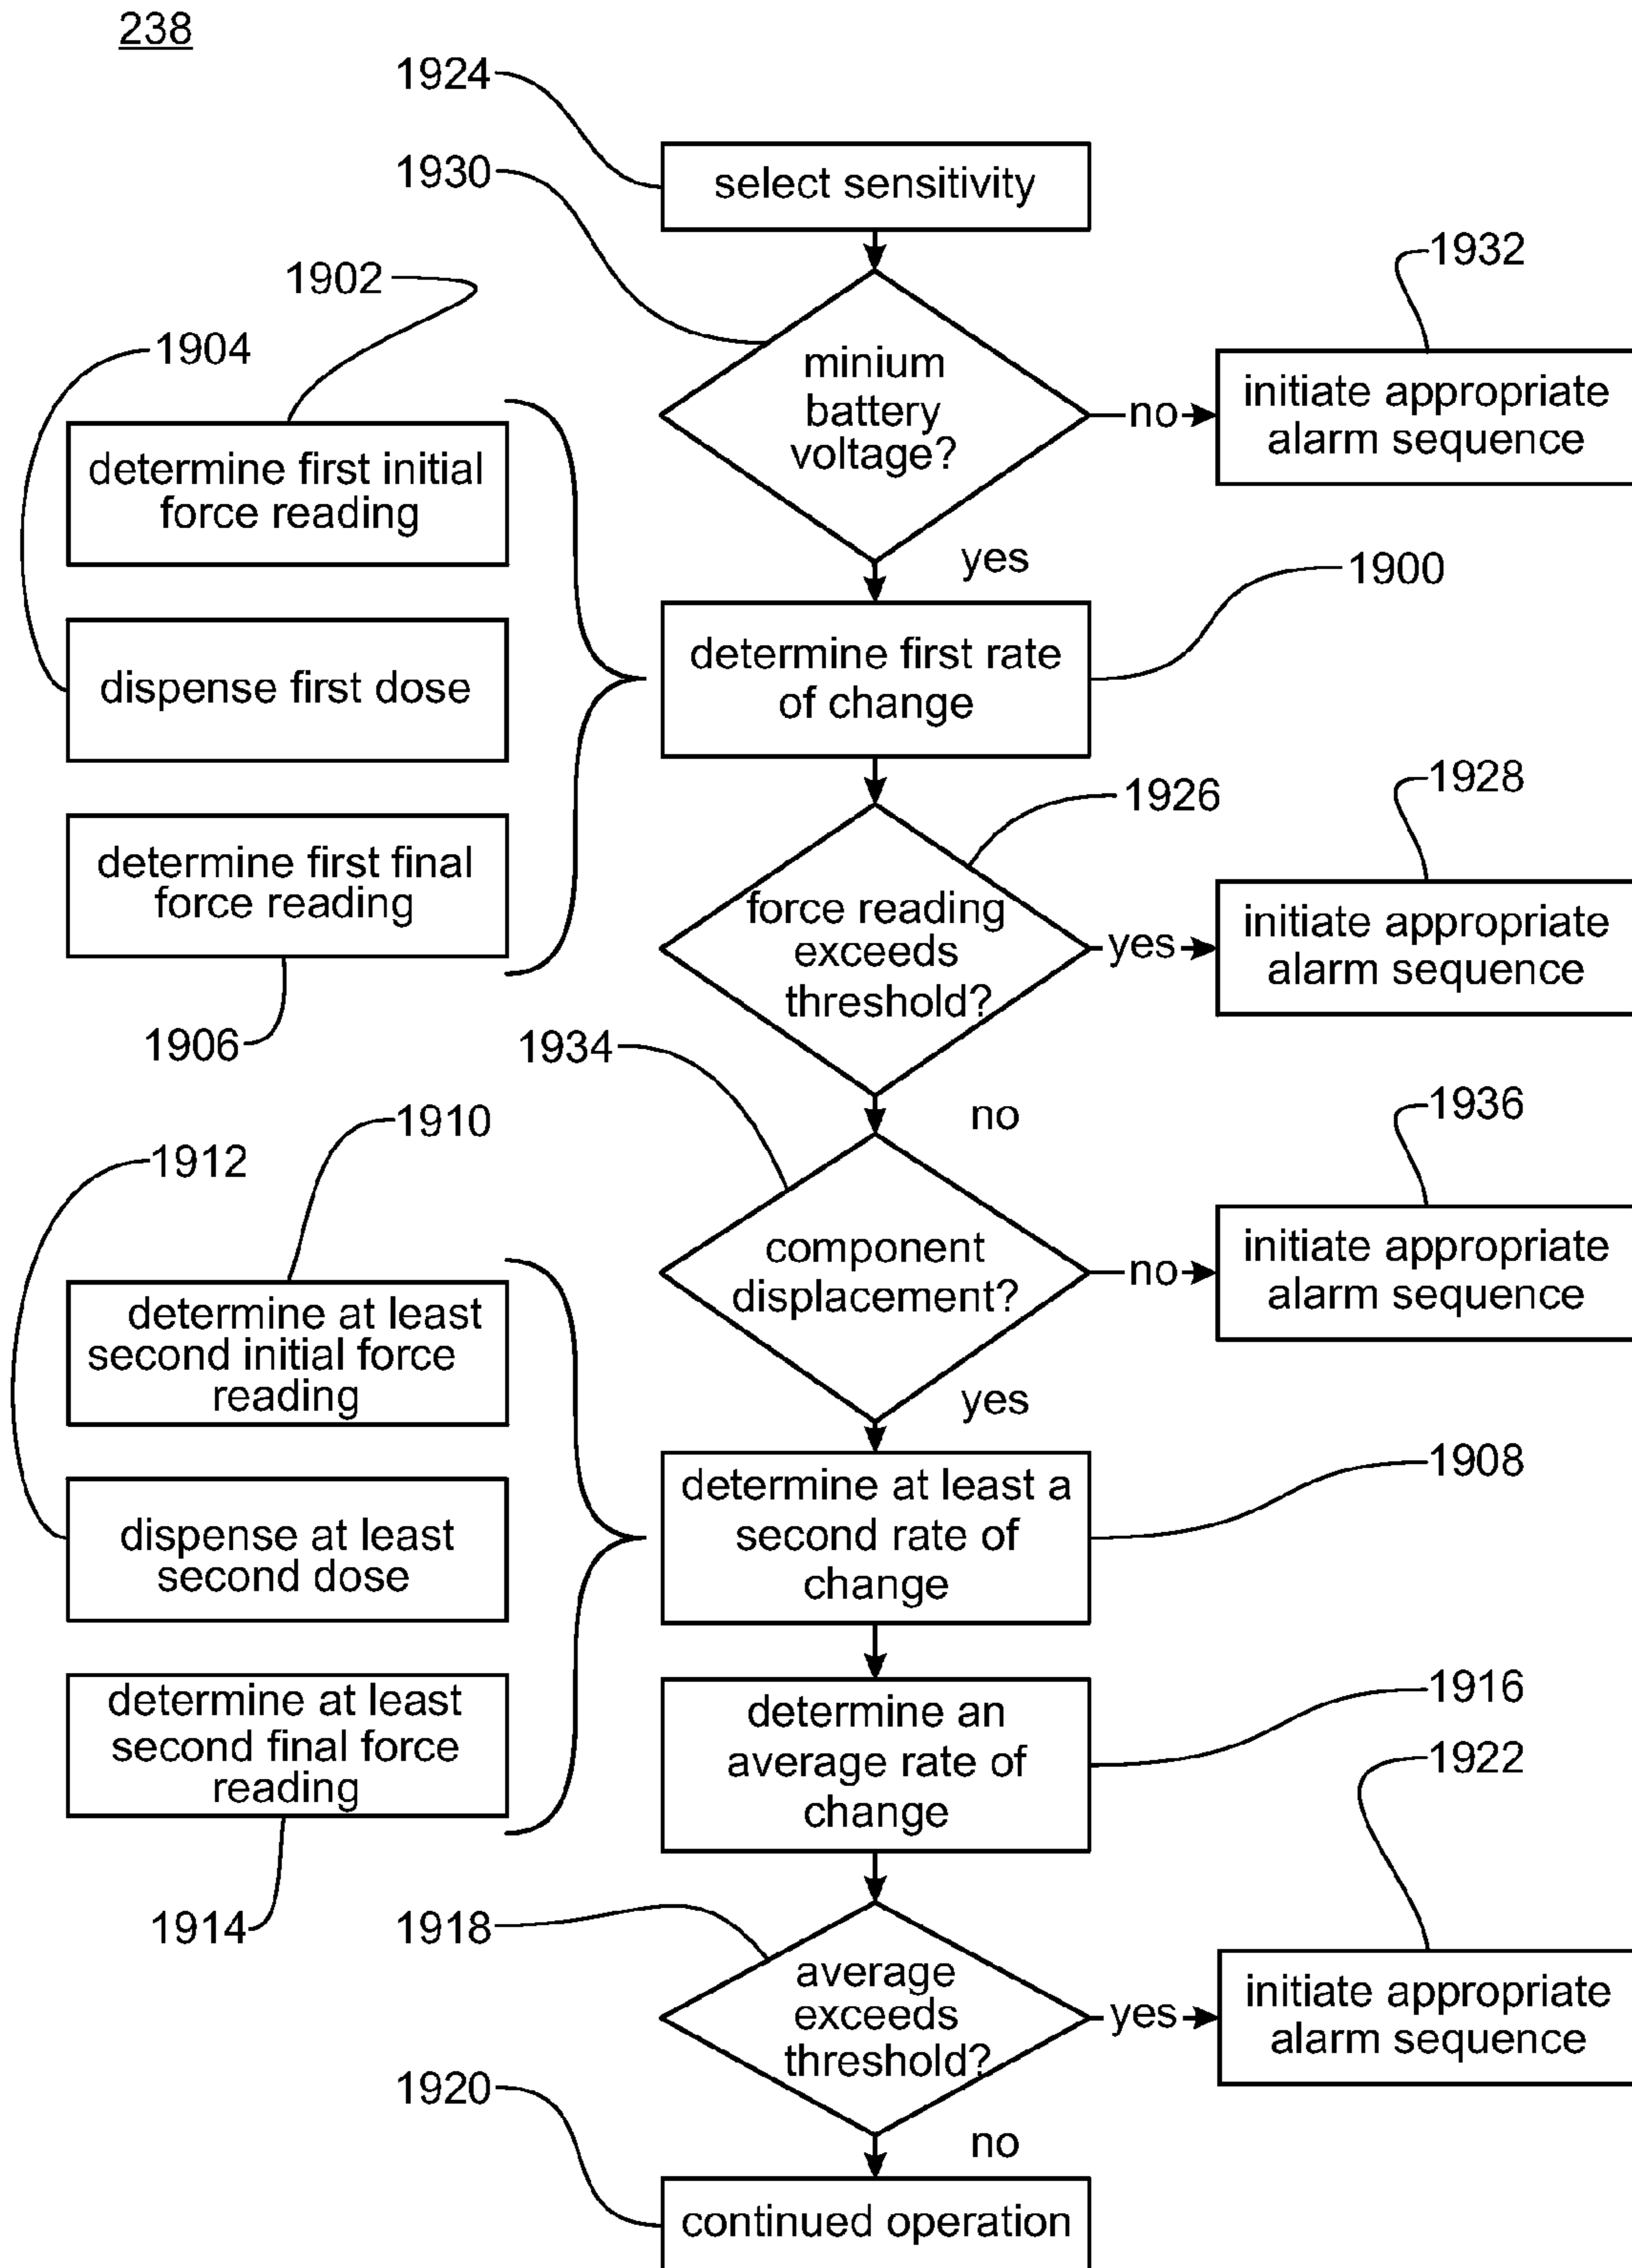 238
1924
select sensitivity
1930
1932
1902
minium
battery
voltage?
no
initiate appropriate
alarm sequence
1904
determine first initial
force reading
yes
1900
dispense first dose
determine first rate
of change
1928
1926
determine first final
force reading
force reading
exceeds
threshold?
yes
initiate appropriate
alarm sequence
1906
1934
no
1936
1910
1912
component
displacement?
no
initiate appropriate
alarm sequence
determine at least
second initial force
reading
yes
1908
determine at least a
second rate of
change
dispense at least
second dose
1916
determine an
average rate of
change
determine at least
second final force
reading
1922
1914
1918
average
exceeds
threshold?
yes
initiate appropriate
alarm sequence
1920
no
continued operation